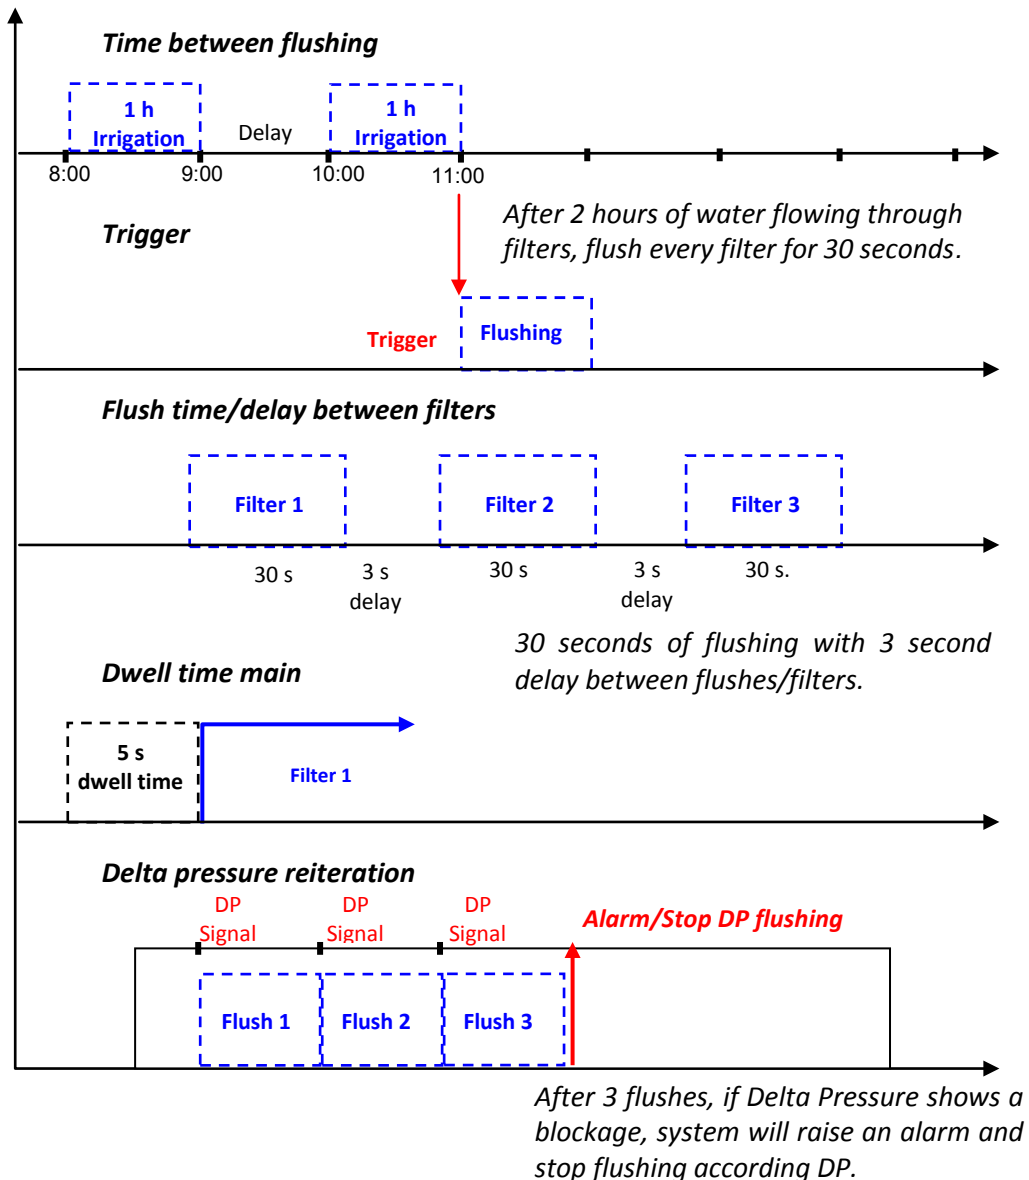 Time between flushing
1 h
Irrigation
Delay
1 h
Irrigation
8:00
9:00
10:00
11:00
After 2 hours of water flowing through
filters, flush every filter for 30 seconds.
Trigger
Trigger
Flushing
Flush time/delay between filters
Filter 1
Filter 2
Filter 3
30 s
3 s
delay
30 s
3 s
delay
30 s.
30 seconds of flushing with 3 second
delay between flushes/filters.
Dwell time main
5 s
dwell time
Filter 1
Delta pressure reiteration
DP
Signal
DP
Signal
DP
Signal
Alarm/Stop DP flushing
Flush 1
Flush 2
Flush 3
After 3 flushes, if Delta Pressure shows a
blockage, system will raise an alarm and
stop flushing according DP.